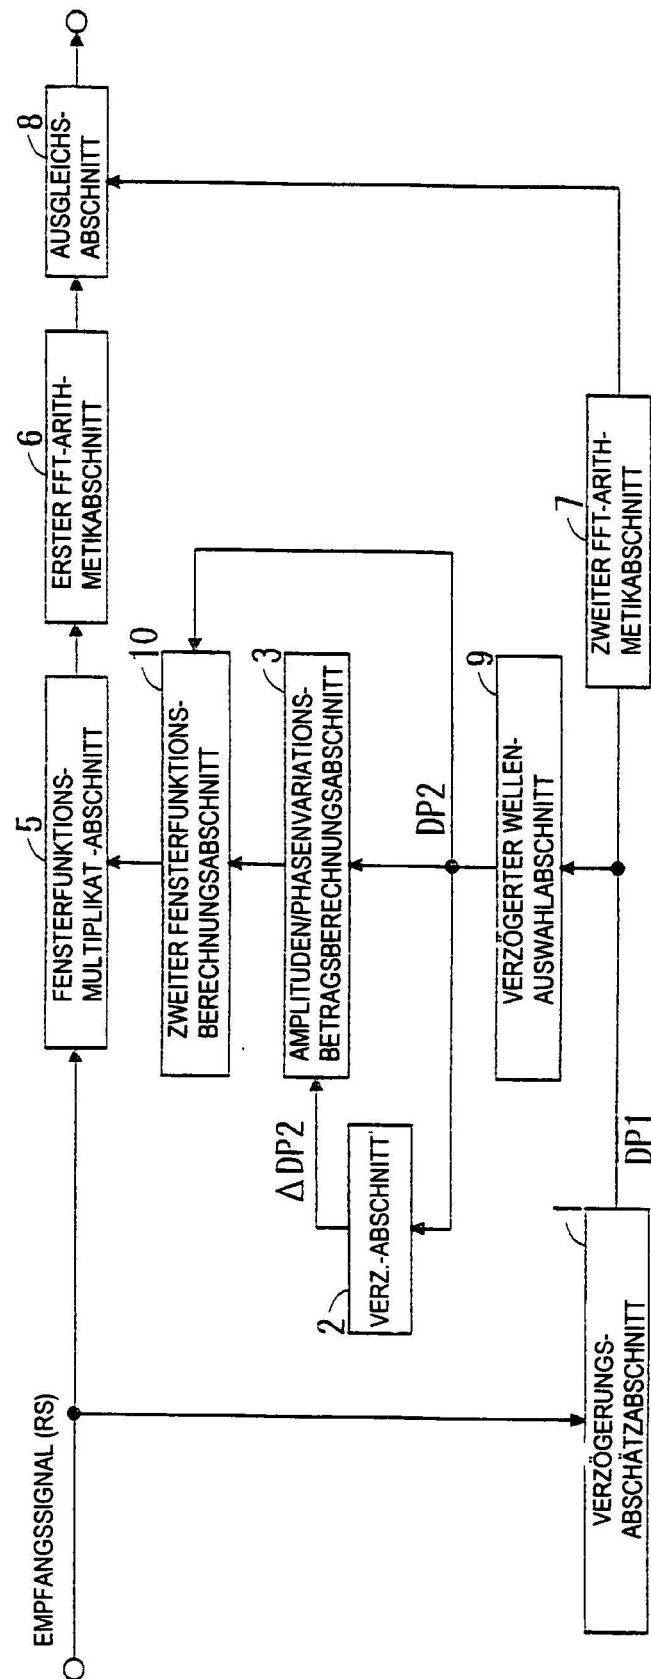 EMPFANGSSIGNAL (RS)
5
FENSTERFUNKTIONS-
MULTIPLIKAT -ABSCHNITT
6
ERSTER FFT-ARITH-
METIKABSCHNITT
8
AUSGLEICHS-
ABSCHNITT
10
ZWEITER FENSTERFUNKTIONS-
BERECHNUNGSABSCHNITT
3
AMPLITUDEN/PHASENVARIATIONS-
BETRAGSBERECHNUNGSABSCHNITT
ΔDP2
2
VERZ.-ABSCHNITT
DP2
9
VERZÖGERTER WELLEN-
AUSWAHLABSCHNITT
1
VERZÖGERUNGS-
ABSCHÄTZABSCHNITT
DP1
7
ZWEITER FFT-ARITH-
METIKABSCHNITT